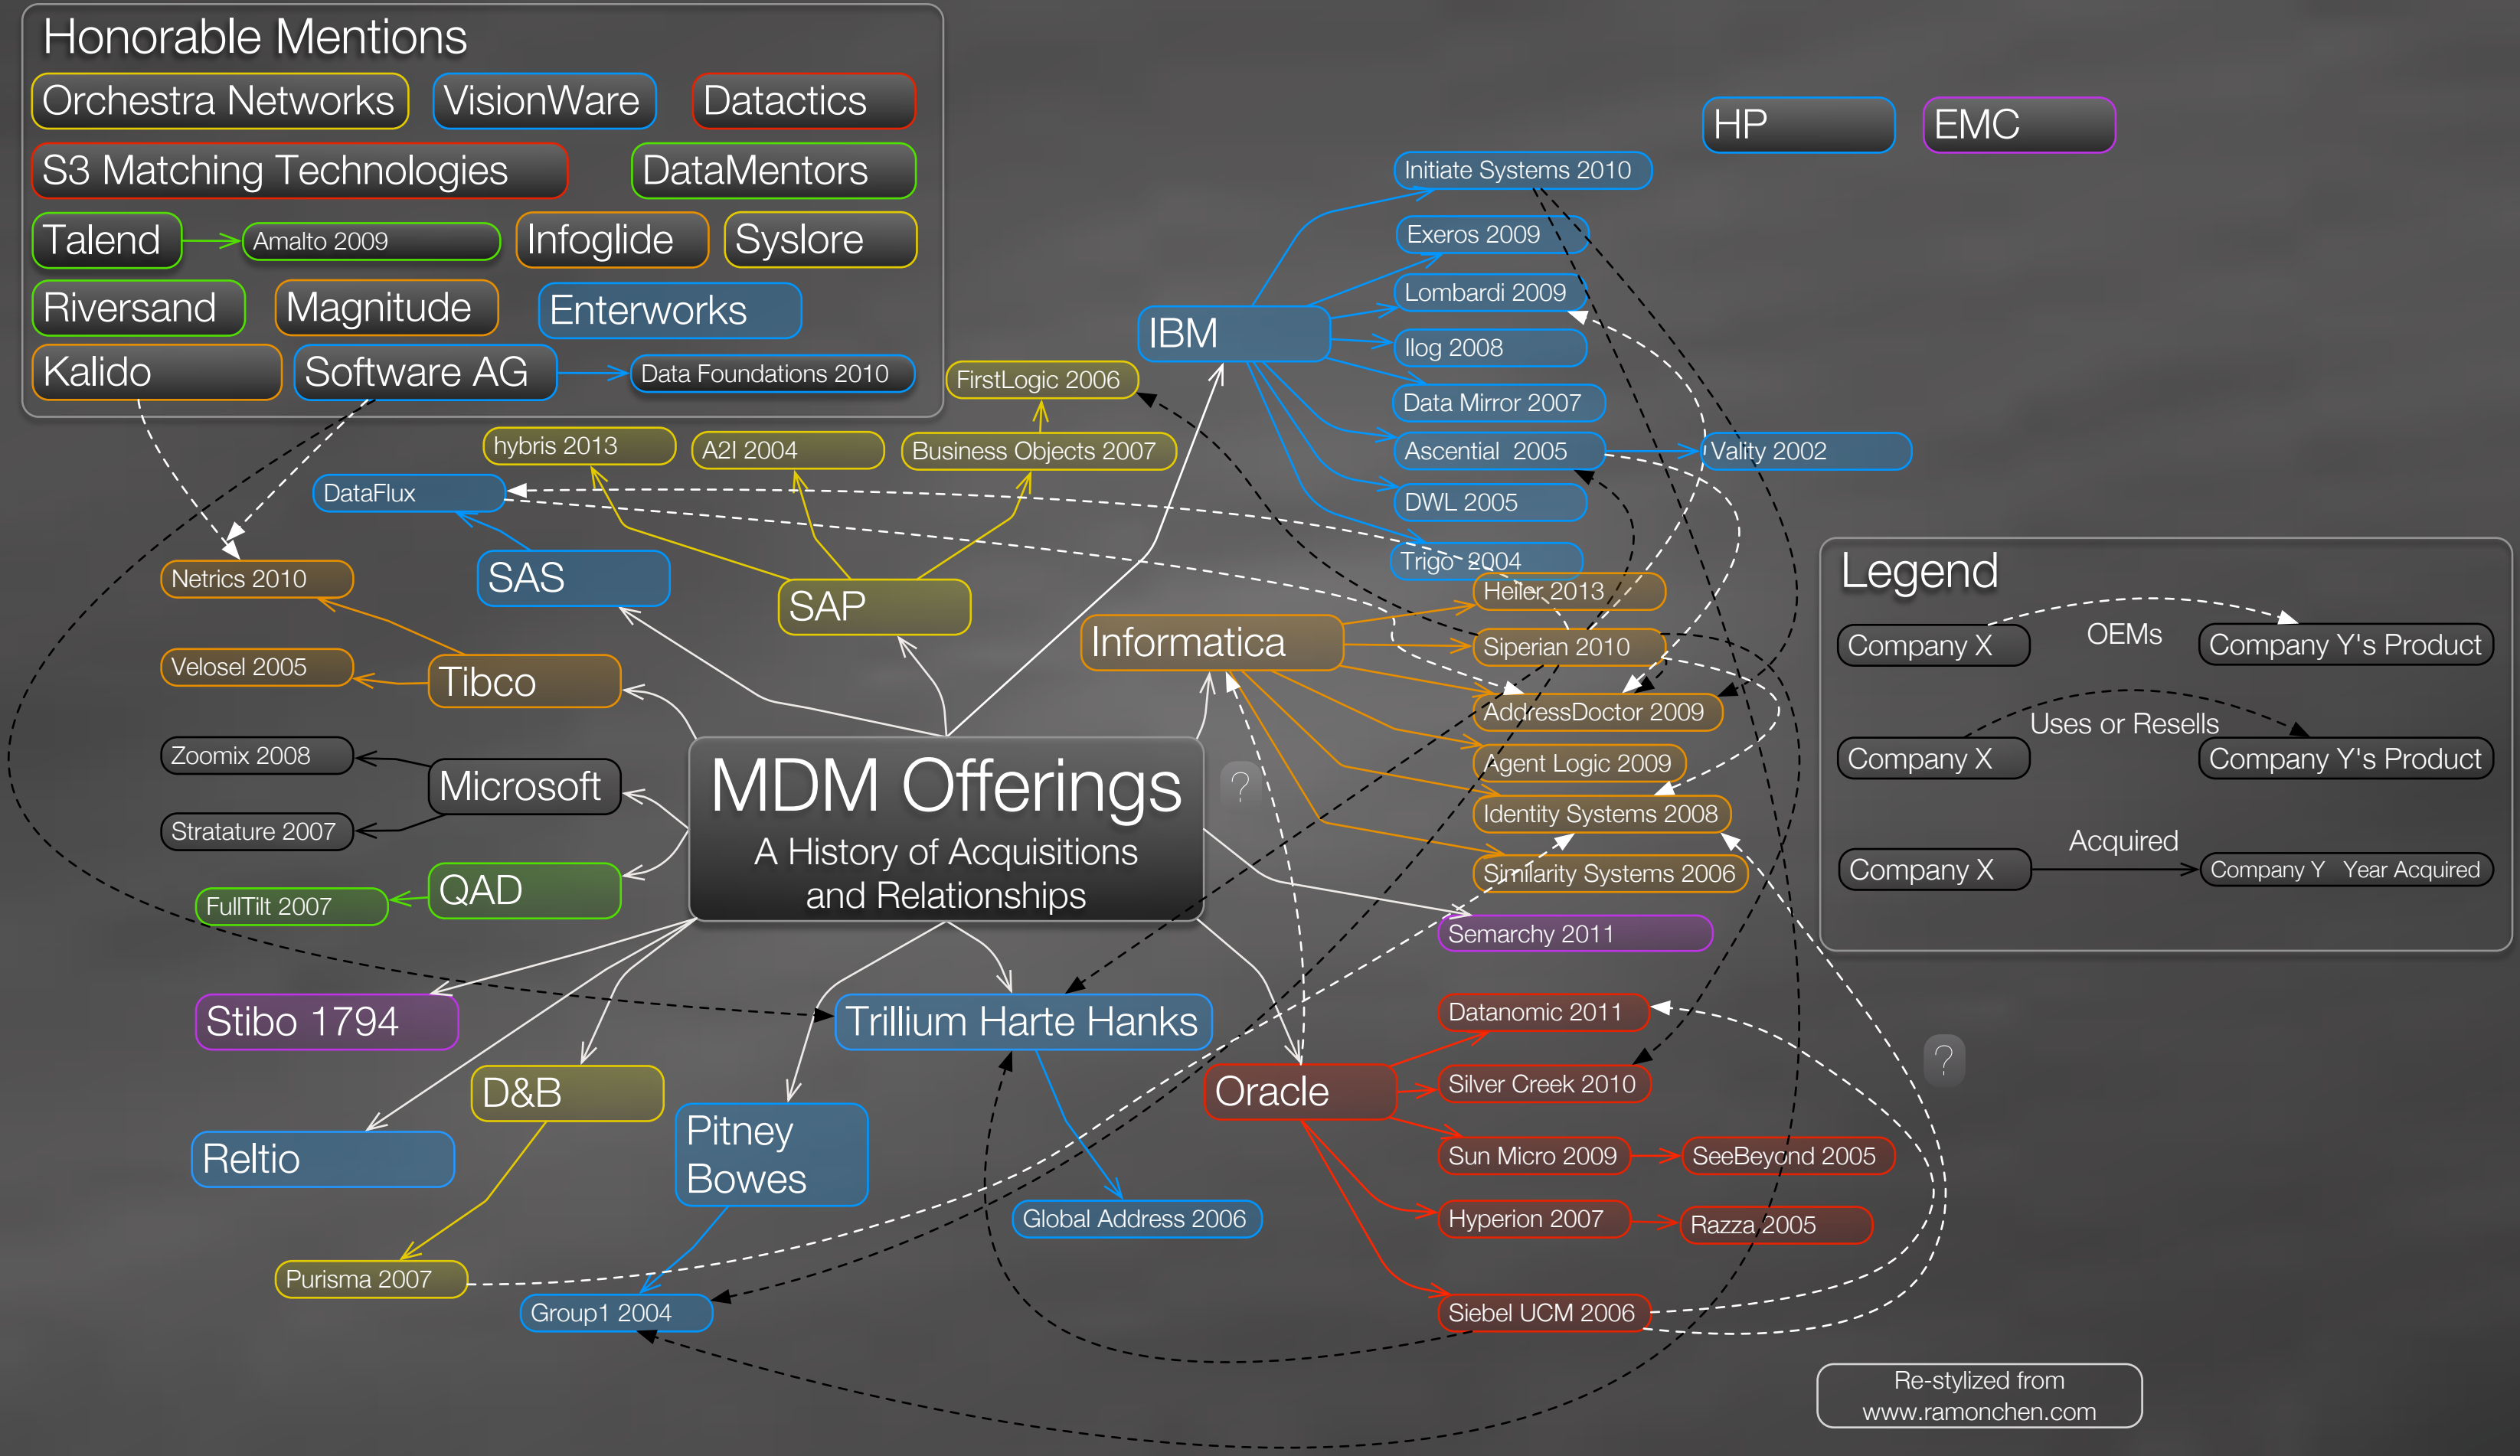 Honorable Mentions
Orchestra Networks
VisionWare
Datactics
S3 Matching Technologies
DataMentors
Talend
Amalto 2009
Infoglide
Syslore
Riversand
Magnitude
Enterworks
Kalido
Software AG
Data Foundations 2010
HP
EMC
Initiate Systems 2010
Exeros 2009
Lombardi 2009
IBM
Ilog 2008
Data Mirror 2007
Ascential 2005
Vality 2002
DWL 2005
Trigo 2004
FirstLogic 2006
hybris 2013
A2I 2004
Business Objects 2007
DataFlux
SAS
SAP
Netrics 2010
Velosel 2005
Tibco
Zoomix 2008
Microsoft
Stratature 2007
QAD
FullTilt 2007
Informatica
Heiler 2013
Siperian 2010
AddressDoctor 2009
Agent Logic 2009
Identity Systems 2008
Similarity Systems 2006
MDM Offerings
A History of Acquisitions
and Relationships
?
Semarchy 2011
Legend
Company X
OEMs
Company Y's Product
Company X
Uses or Resells
Company Y's Product
Company X
Acquired
Company Y Year Acquired
Stibo 1794
Trillium Harte Hanks
Reltio
D&B
Pitney
Bowes
Purisma 2007
Group1 2004
Global Address 2006
Oracle
Datanomic 2011
Silver Creek 2010
?
Sun Micro 2009
SeeBeyond 2005
Hyperion 2007
Razza 2005
Siebel UCM 2006
Re-stylized from
www.ramonchen.com